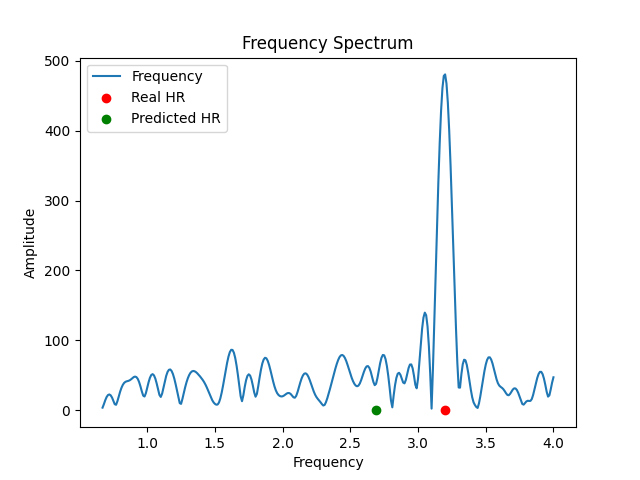 Frequency Spectrum
500
400
300
200
100
0
Amplitude
Frequency
Real HR
Predicted HR
1.0 1.5 2.0 2.5 3.0 3.5 4.0
Frequency